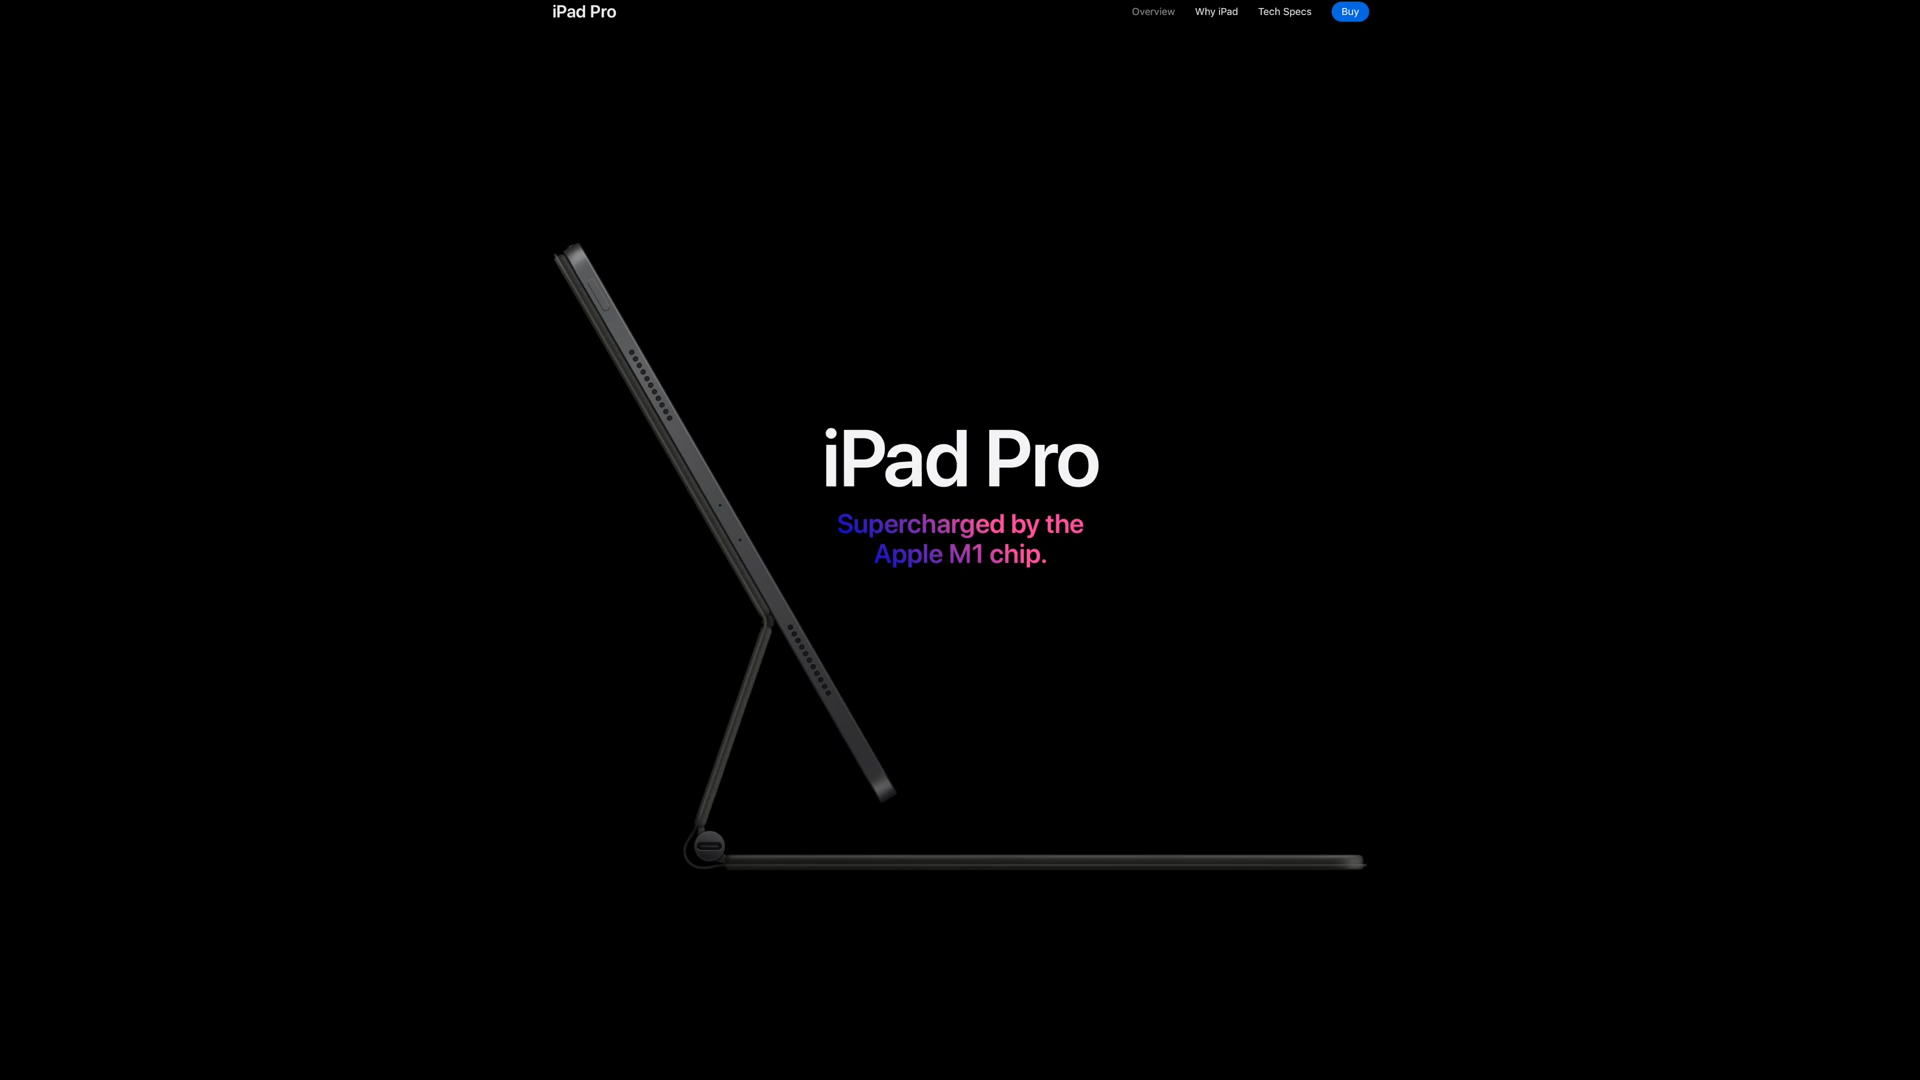 iPad Pro
Overview
Why iPad
Tech Specs
Buy
iPad Pro
Supercharged by the
Apple M1 chip.